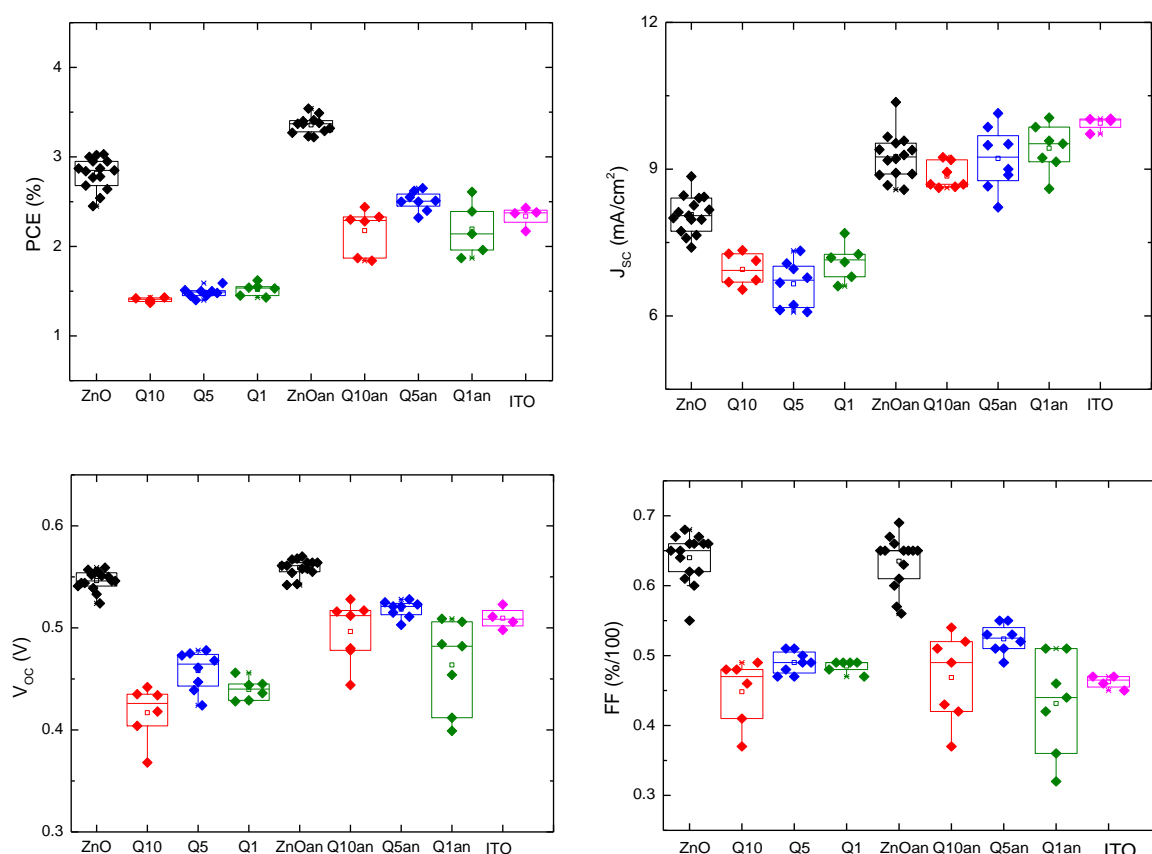 4
3
2
1
PCE (%)
ZnO Q10 Q5 Q1 ZnOan Q10an Q5an Q1an ITO
12
9
6
J_SC (mA/cm²)
ZnO Q10 Q5 Q1 ZnOan Q10an Q5an Q1an ITO
0.6
0.5
0.4
0.3
V_OC (V)
ZnO Q10 Q5 Q1 ZnOan Q10an Q5an Q1an ITO
0.7
0.6
0.5
0.4
0.3
FF (%/100)
ZnO Q10 Q5 Q1 ZnOan Q10an Q5an Q1an ITO